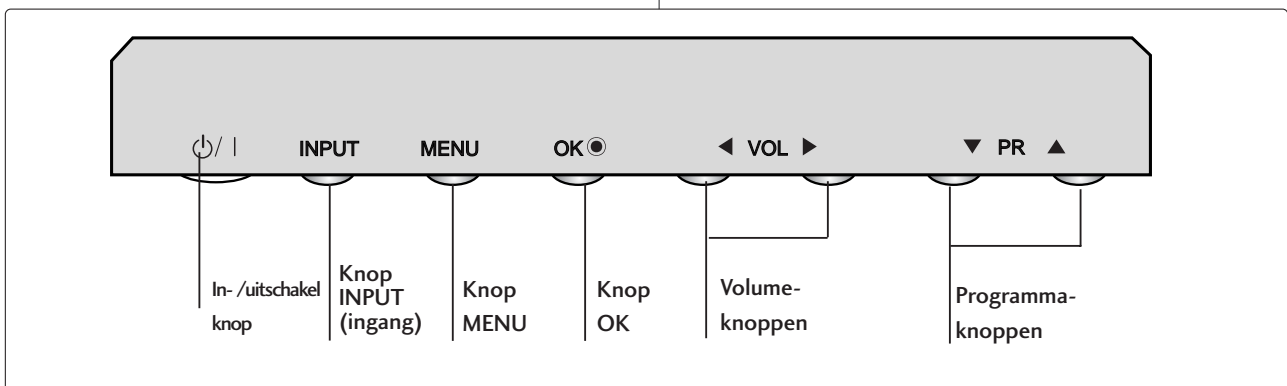 ⏻/ I INPUT MENU OK◉ ◀ VOL ▶ ▼ PR ▲
In- /uitschakel
knop
Knop
INPUT
(ingang)
Knop
MENU
Knop
OK
Volume-
knoppen
Programma-
knoppen